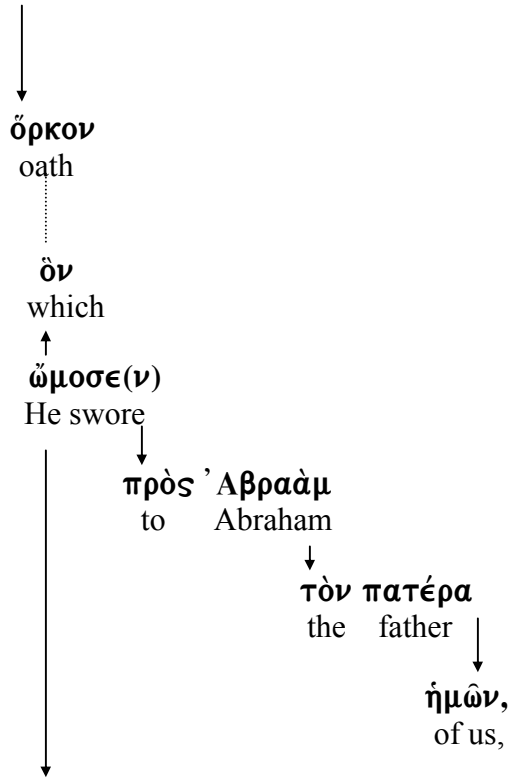 ὅρκον
oath
ὃν
which
ὤμοσε(ν)
He swore
πρὸς Ἀβραὰμ
to Abraham
τὸν πατέρα
the father
ἡμῶν,
of us,